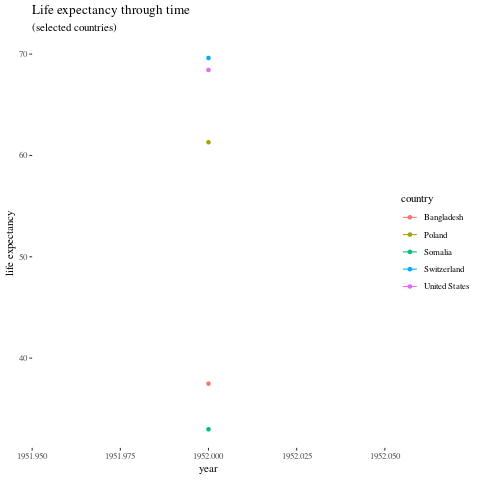 Life expectancy through time
(selected countries)
70
60
50
40
life expectancy
1951.950
1951.975
1952.000
1952.025
1952.050
year
country
Bangladesh
Poland
Somalia
Switzerland
United States